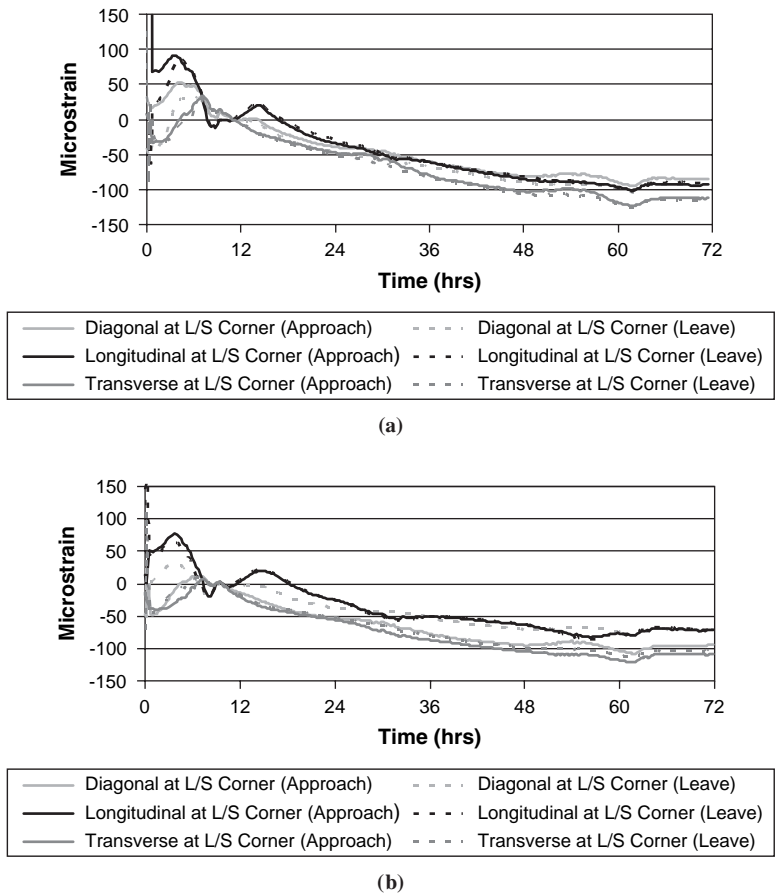 Microstrain
150
100
50
0
-50
-100
-150
0 12 24 36 48 60 72
Time (hrs)
Diagonal at L/S Corner (Approach) Diagonal at L/S Corner (Leave)
Longitudinal at L/S Corner (Approach) Longitudinal at L/S Corner (Leave)
Transverse at L/S Corner (Approach) Transverse at L/S Corner (Leave)
(a)
Microstrain
150
100
50
0
-50
-100
-150
0 12 24 36 48 60 72
Time (hrs)
Diagonal at L/S Corner (Approach) Diagonal at L/S Corner (Leave)
Longitudinal at L/S Corner (Approach) Longitudinal at L/S Corner (Leave)
Transverse at L/S Corner (Approach) Transverse at L/S Corner (Leave)
(b)